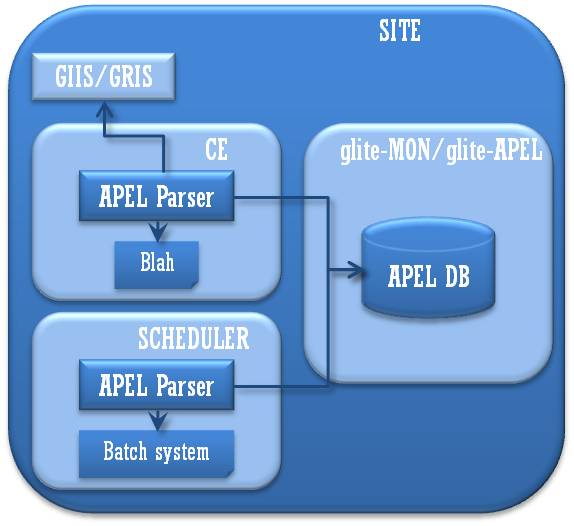 SITE
GIIS/GRIS
CE
glite-MON/glite-APEL
APEL Parser
Blah
APEL DB
SCHEDULER
APEL Parser
Batch system